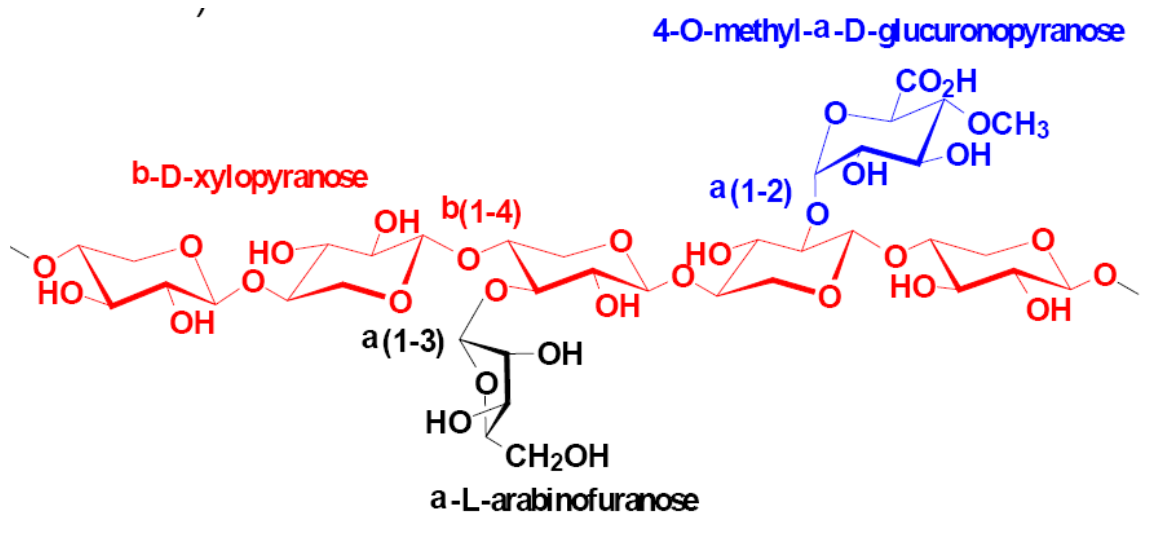 4-O-methyl-a-D-glucuronopyranose
CO2H
O
OCH3
OH
OH
b-D-xylopyranose
a(1-2)
O
OH
b(1-4)
O
HO
O
O
HO
O
O
O
HO
O
O
O
O
HO
OH
O
OH
O
HO
OH
a(1-3)
OH
O
HO
CH2OH
a-L-arabinofuranose